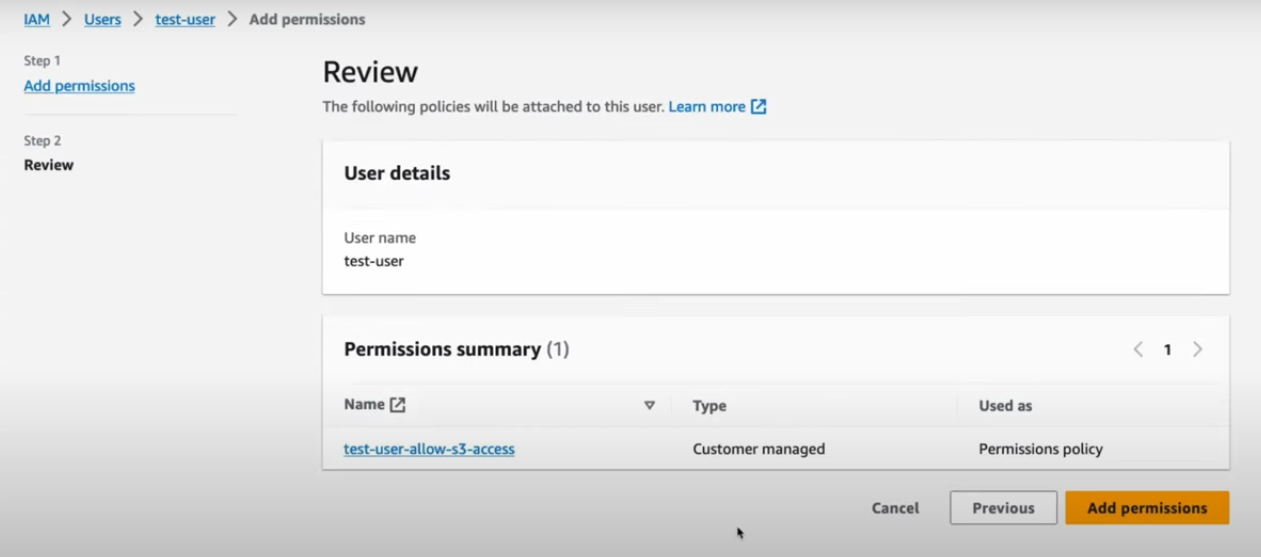 IAM > Users > test-user > Add permissions
Step 1
Add permissions
Step 2
Review
Review
The following policies will be attached to this user. Learn more
User details
User name
test-user
Permissions summary (1)
< 1 >
Name Type Used as
test-user-allow-s3-access Customer managed Permissions policy
Cancel Previous Add permissions